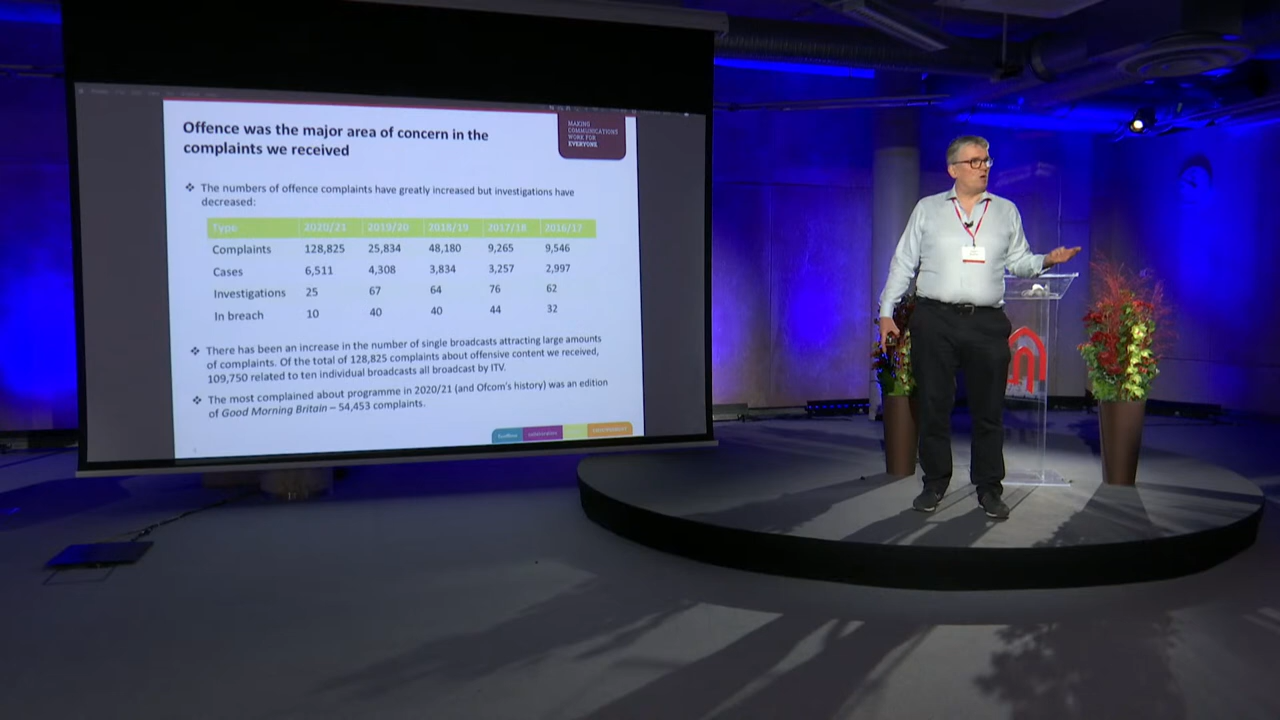 Offence was the major area of concern in the
complaints we received
MAKING
COMMUNICATIONS
WORK FOR
EVERYONE
❖ The numbers of offence complaints have greatly increased but investigations have
decreased:
Type 2020/21 2019/20 2018/19 2017/18 2016/17
Complaints 128,825 25,834 48,180 9,265 9,546
Cases 6,511 4,308 3,834 3,257 2,997
Investigations 25 67 64 76 62
In breach 10 40 40 44 32
❖ There has been an increase in the number of single broadcasts attracting large amounts
of complaints. Of the total of 128,825 complaints about offensive content we received,
109,750 related to ten individual broadcasts all broadcast by ITV.
❖ The most complained about programme in 2020/21 (and Ofcom's history) was an edition
of Good Morning Britain – 54,453 complaints.